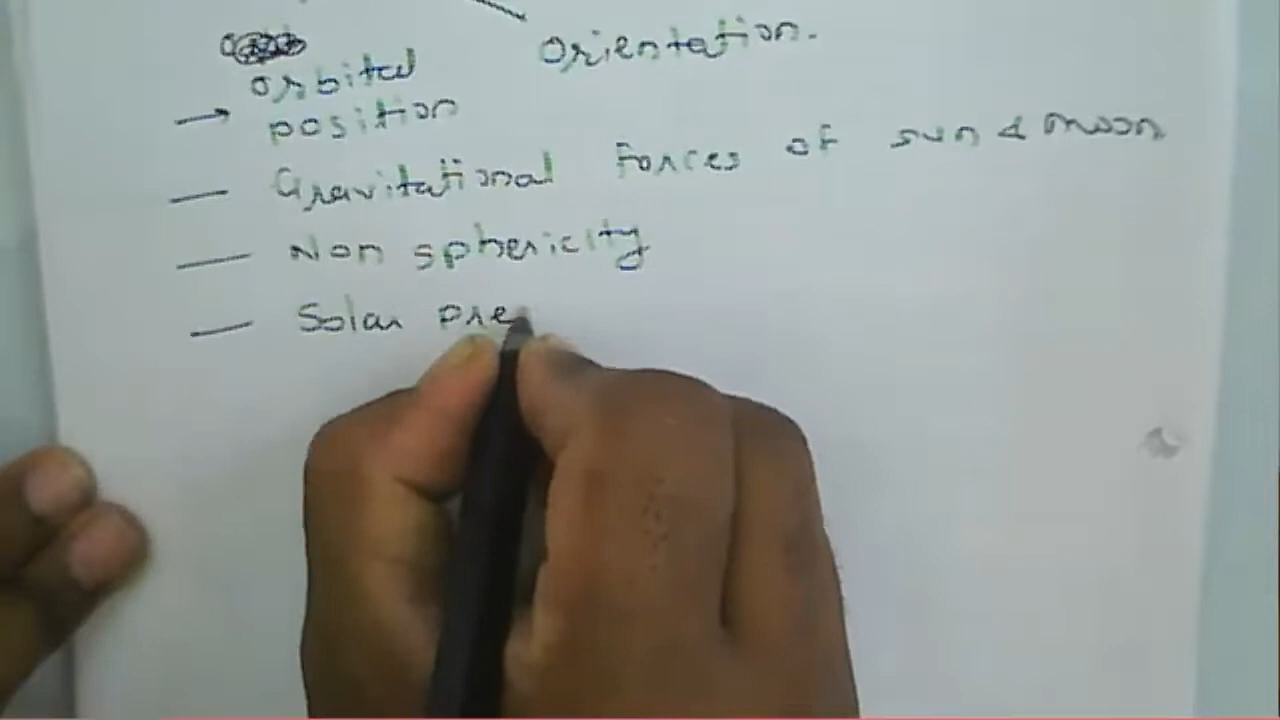 orbital
orientation.
→ position
— Gravitational Forces of sun & moon
— Non sphericity
— Solar pre